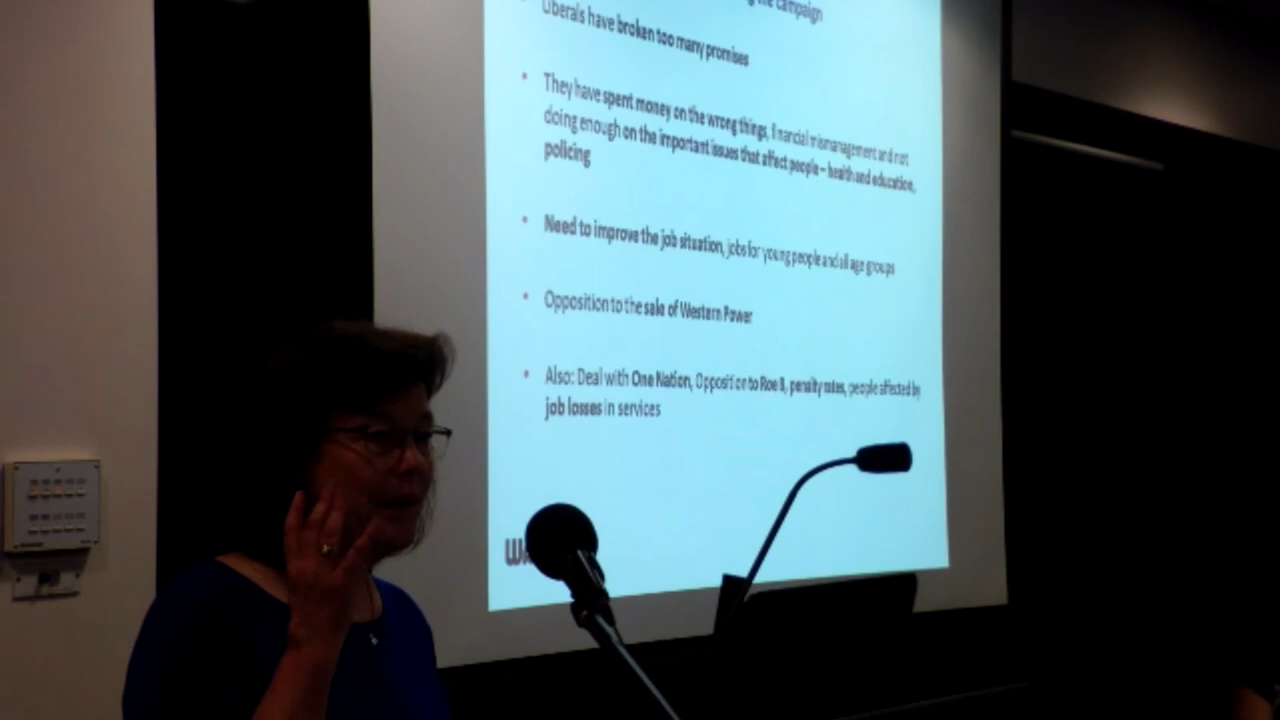 the campaign
Liberals have broken too many promises
They have spent money on the wrong things, financial mismanagement and not
doing enough on the important issues that affect people – health and education,
policing
Need to improve the job situation, jobs for young people and all age groups
Opposition to the sale of Western Power
Also: Deal with One Nation, Opposition to Roe 8, penalty rates, people affected by
job losses in services